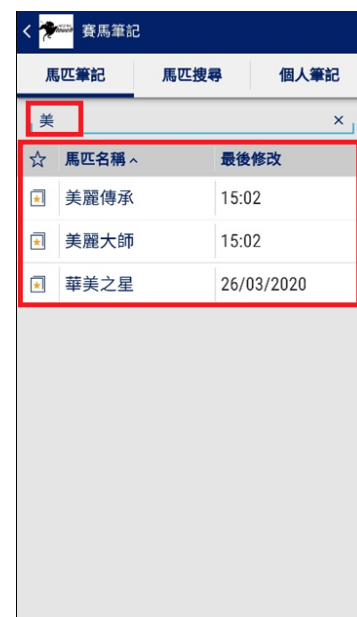 賽馬筆記
馬匹筆記 馬匹搜尋 個人筆記
美 ×
馬匹名稱 最後修改
美麗傳承 15:02
美麗大師 15:02
華美之星 26/03/2020